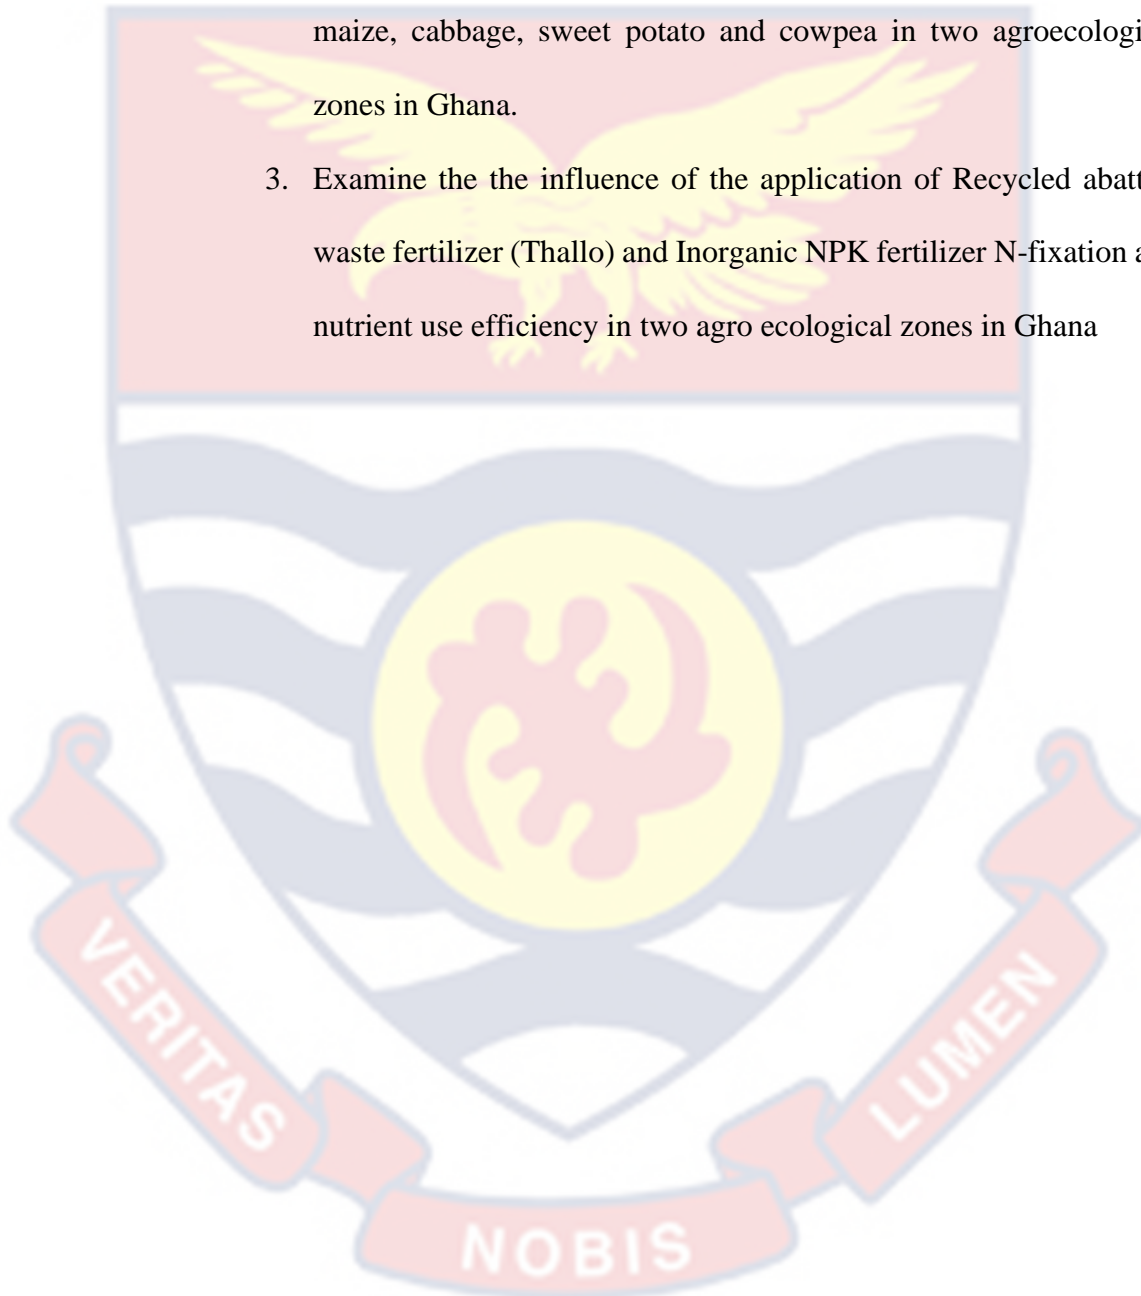 maize, cabbage, sweet potato and cowpea in two agroecologi
zones in Ghana.
3. Examine the the influence of the application of Recycled abatt
waste fertilizer (Thallo) and Inorganic NPK fertilizer N-fixation a
nutrient use efficiency in two agro ecological zones in Ghana
VERITAS
NOBIS
LUMEN